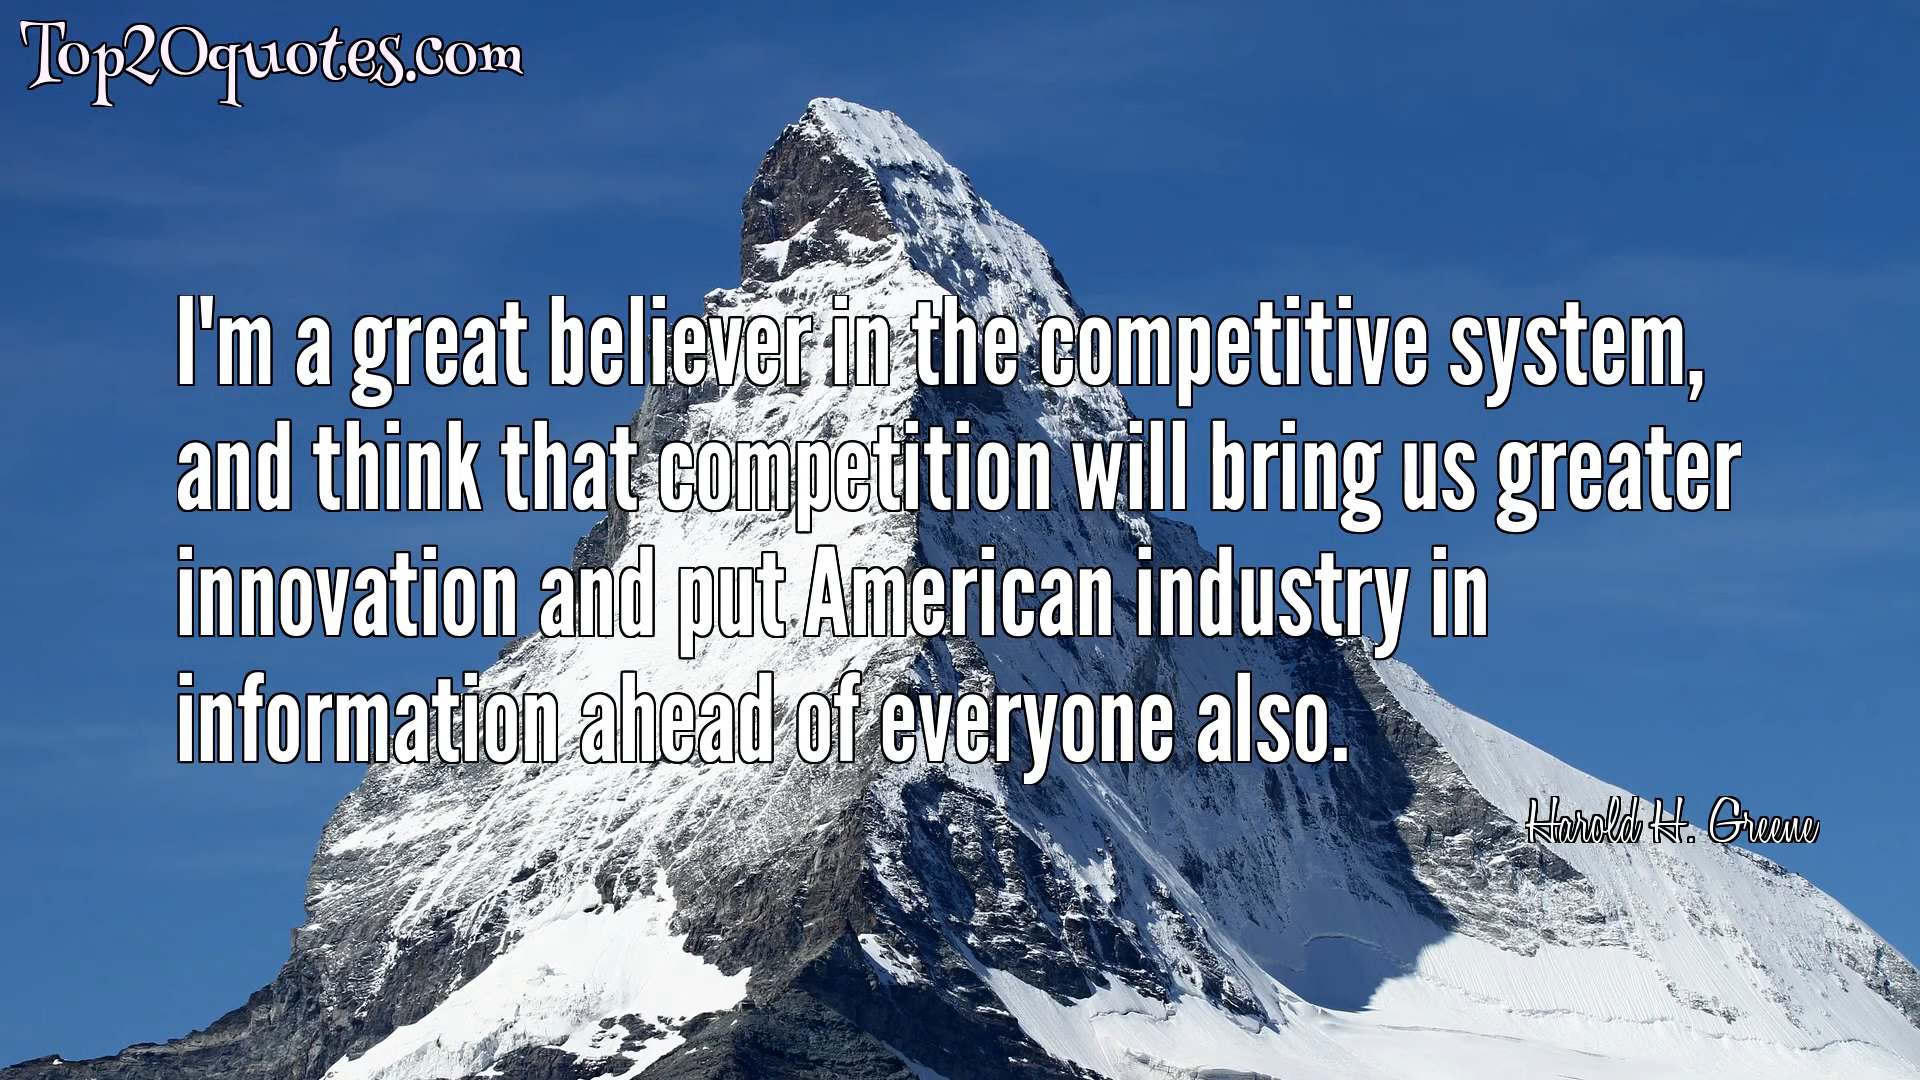 Top20quotes.com
I'm a great believer in the competitive system,
and think that competition will bring us greater
innovation and put American industry in
information ahead of everyone also.
Harold H. Greene